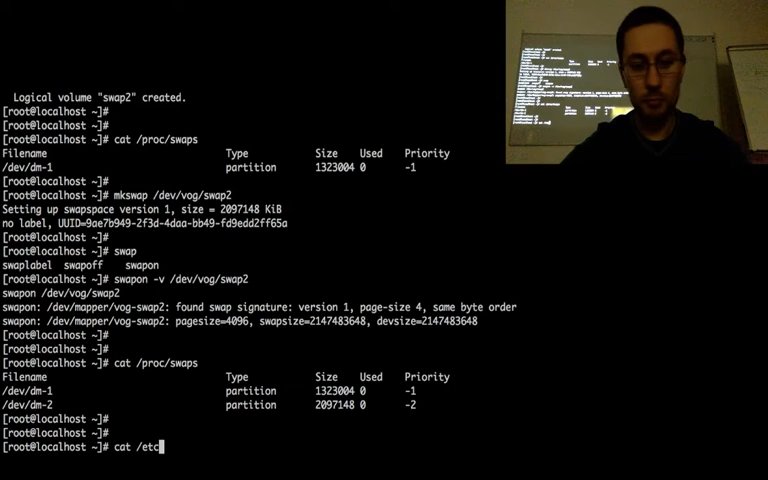 Logical volume "swap2" created.
[root@localhost ~]#
[root@localhost ~]# cat /proc/swaps
Filename Type Size Used Priority
/dev/dm-1 partition 1323004 0 -1
[root@localhost ~]#
[root@localhost ~]# mkswap /dev/vog/swap2
Setting up swapspace version 1, size = 2097148 KiB
no label, UUID=9ae7b949-2f3d-4daa-bb49-fd9edd2ff65a
[root@localhost ~]#
[root@localhost ~]# swap
swaplabel swapoff swapon
[root@localhost ~]# swapon -v /dev/vog/swap2
swapon /dev/vog/swap2
swapon: /dev/mapper/vog-swap2: found swap signature: version 1, page-size 4, same byte order
swapon: /dev/mapper/vog-swap2: pagesize=4096, swapsize=2147483648, devsize=2147483648
[root@localhost ~]#
[root@localhost ~]#
[root@localhost ~]# cat /proc/swaps
Filename Type Size Used Priority
/dev/dm-1 partition 1323004 0 -1
/dev/dm-2 partition 2097148 0 -2
[root@localhost ~]#
[root@localhost ~]#
[root@localhost ~]# cat /etc